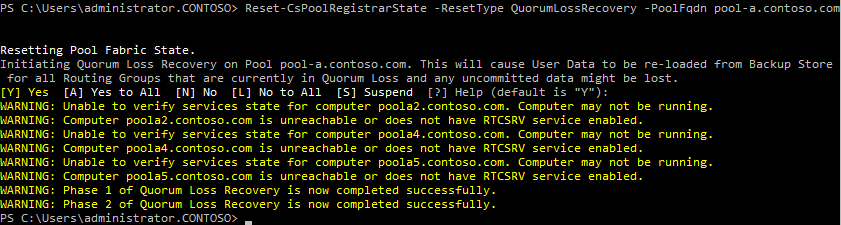 PS C:\Users\administrator.CONTOSO> Reset-CsPoolRegistrarState -ResetType QuorumLossRecovery -PoolFqdn pool-a.contoso.com
Resetting Pool Fabric State.
Initiating Quorum Loss Recovery on Pool pool-a.contoso.com. This will cause User Data to be re-loaded from Backup Store
for all Routing Groups that are currently in Quorum Loss and any uncommitted data might be lost.
[Y] Yes  [A] Yes to All  [N] No  [L] No to All  [S] Suspend  [?] Help (default is "Y"):
WARNING: Unable to verify services state for computer poola2.contoso.com. Computer may not be running.
WARNING: Computer poola2.contoso.com is unreachable or does not have RTCSRV service enabled.
WARNING: Unable to verify services state for computer poola4.contoso.com. Computer may not be running.
WARNING: Computer poola4.contoso.com is unreachable or does not have RTCSRV service enabled.
WARNING: Unable to verify services state for computer poola5.contoso.com. Computer may not be running.
WARNING: Computer poola5.contoso.com is unreachable or does not have RTCSRV service enabled.
WARNING: Phase 1 of Quorum Loss Recovery is now completed successfully.
WARNING: Phase 2 of Quorum Loss Recovery is now completed successfully.
PS C:\Users\administrator.CONTOSO>